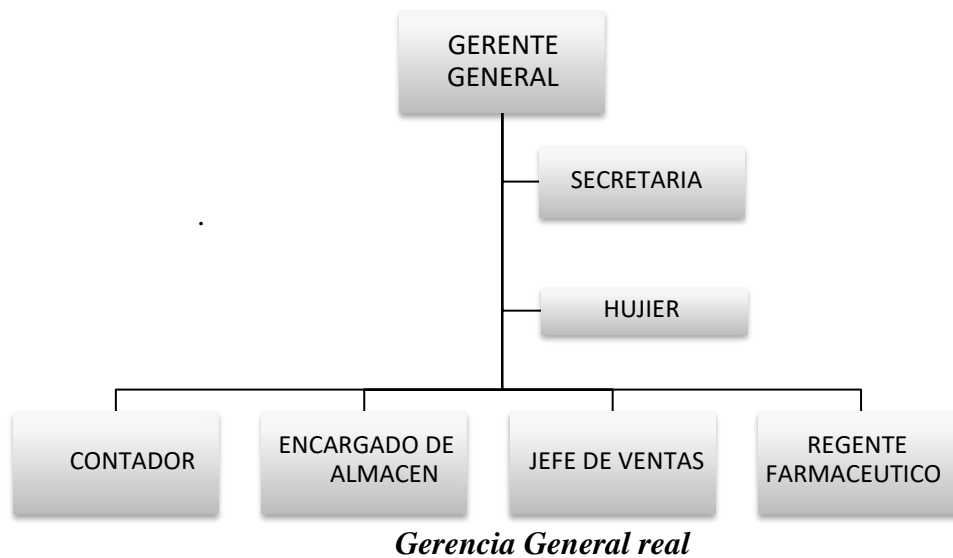 GERENTE
GENERAL
SECRETARIA
.
HUJIER
CONTADOR
ENCARGADO DE
ALMACEN
JEFE DE VENTAS
REGENTE
FARMACEUTICO
Gerencia General real